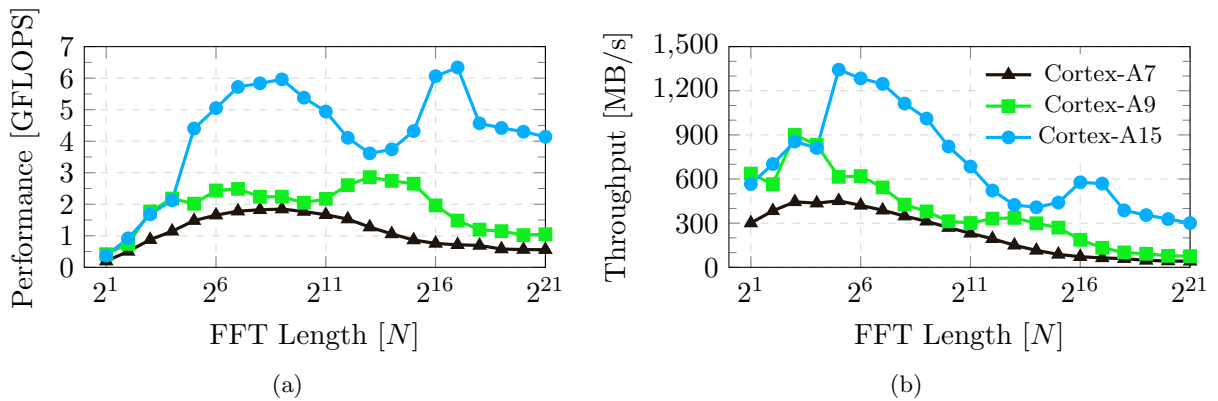 Performance [GFLOPS]
7
6
5
4
3
2
1
0
2^1
2^6
2^11
2^16
2^21
FFT Length [N]
(a)
Throughput [MB/s]
1,500
1,200
900
600
300
0
2^1
2^6
2^11
2^16
2^21
FFT Length [N]
Cortex-A7
Cortex-A9
Cortex-A15
(b)